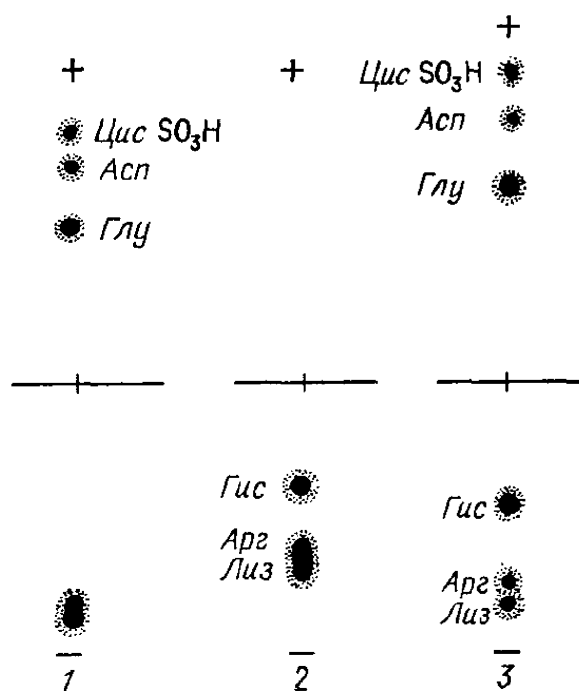 +
+ +
Цис SO₃H
Асп
Глу
Цис SO₃H
Асп
Глу
Гис
Арг
Лиз
Гис
Арг
Лиз
− − −
1 2 3